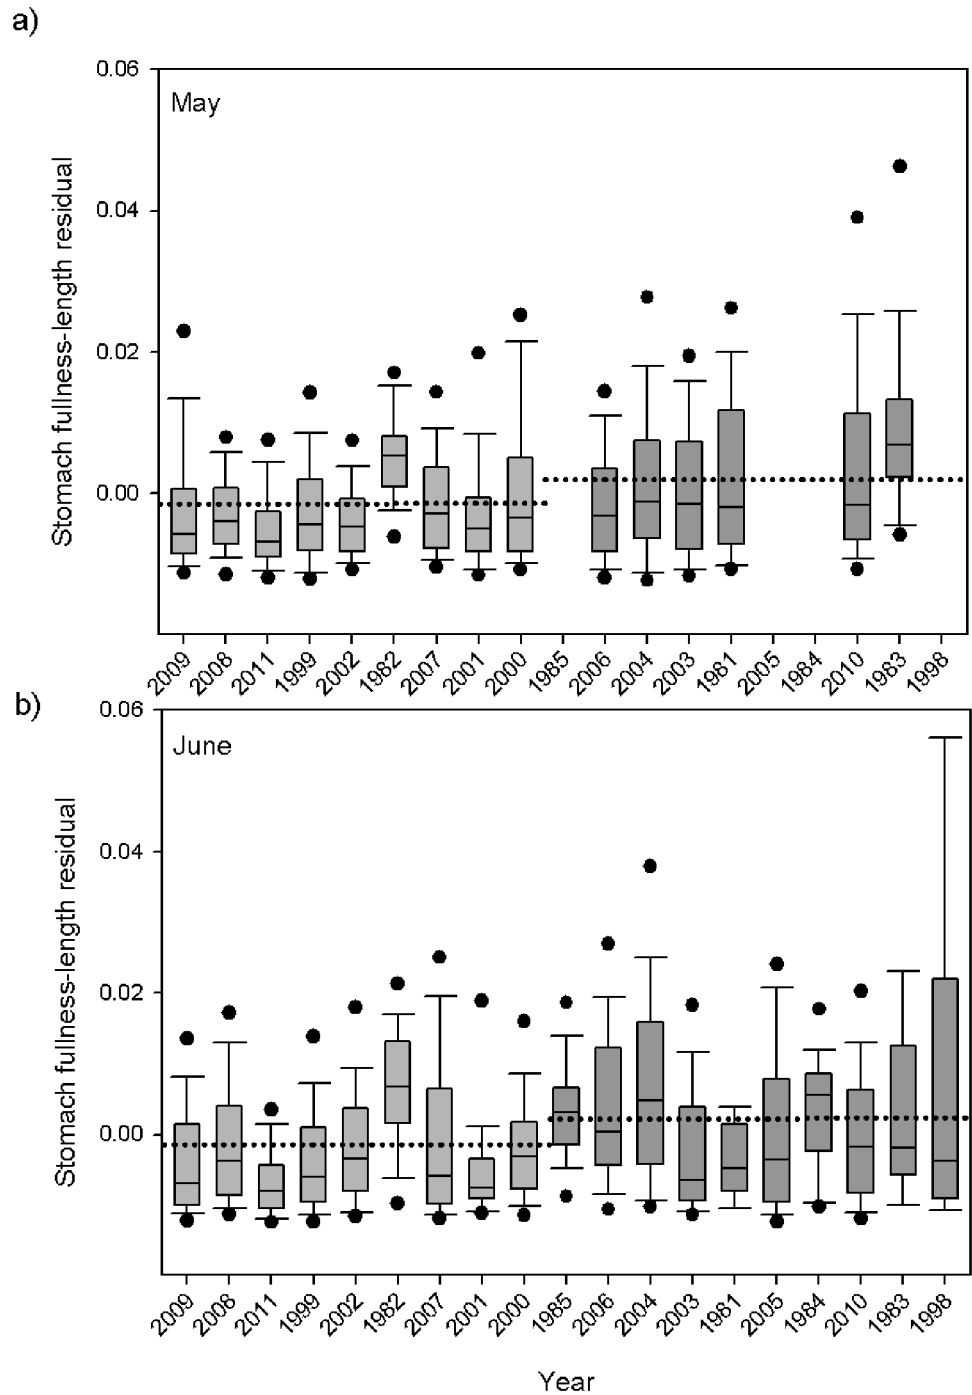 a)
May
Stomach fullness-length residual
0.06
0.04
0.02
0.00
2009 2008 2011 1999 2002 1982 2007 2001 2000 1985 2006 2004 2003 1981 2005 1984 2010 1983 1998
b)
June
Stomach fullness-length residual
0.06
0.04
0.02
0.00
2009 2008 2011 1999 2002 1982 2007 2001 2000 1985 2006 2004 2003 1981 2005 1984 2010 1983 1998
Year